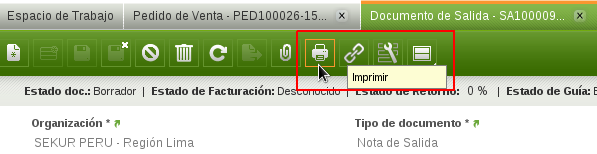 Espacio de Trabajo
Pedido de Venta - PED100026-15...
Documento de Salida - SA100009...
Imprimir
Estado doc.: Borrador | Estado de Facturación: Desconocido | Estado de Retorno: 0 % | Estado de Guía:
Organización *
Tipo de documento *
SEKUR PERU - Región Lima
Nota de Salida